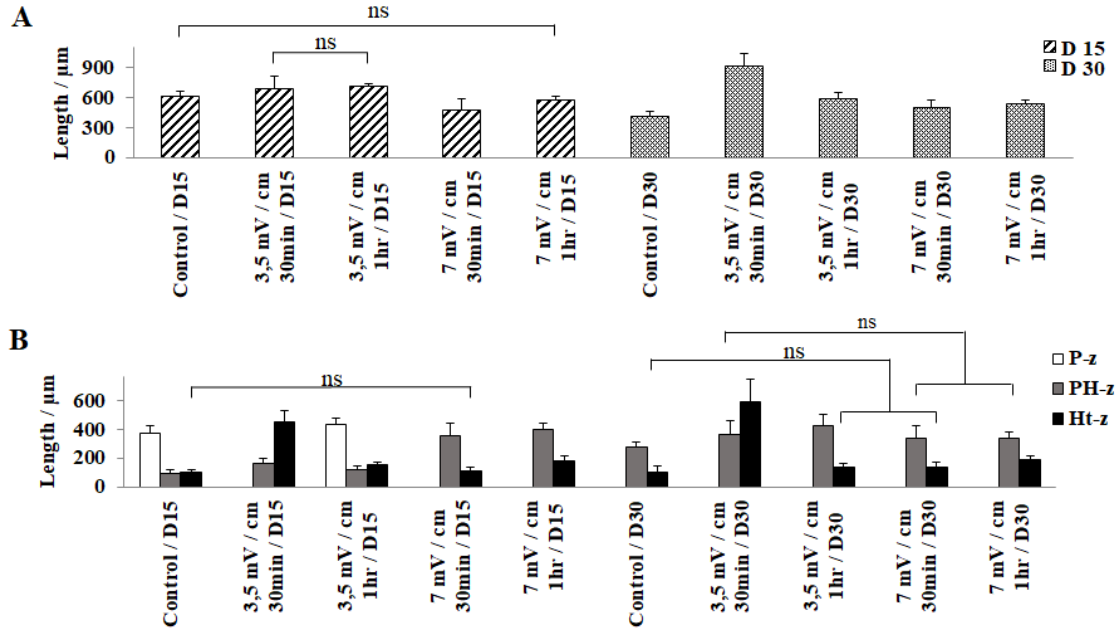 A
ns
ns
D 15
D 30
Length / µm
900
600
300
0
Control / D15
3,5 mV / cm
30min / D15
3,5 mV / cm
1hr / D15
7 mV / cm
30min / D15
7 mV / cm
1hr / D15
Control / D30
3,5 mV / cm
30min / D30
3,5 mV / cm
1hr / D30
7 mV / cm
30min / D30
7 mV / cm
1hr / D30
B
ns
ns
ns
P-z
PH-z
Ht-z
Length / µm
600
400
200
0
Control / D15
3,5 mV / cm
30min / D15
3,5 mV / cm
1hr / D15
7 mV / cm
30min / D15
7 mV / cm
1hr / D15
Control / D30
3,5 mV / cm
30min / D30
3,5 mV / cm
1hr / D30
7 mV / cm
30min / D30
7 mV / cm
1hr / D30